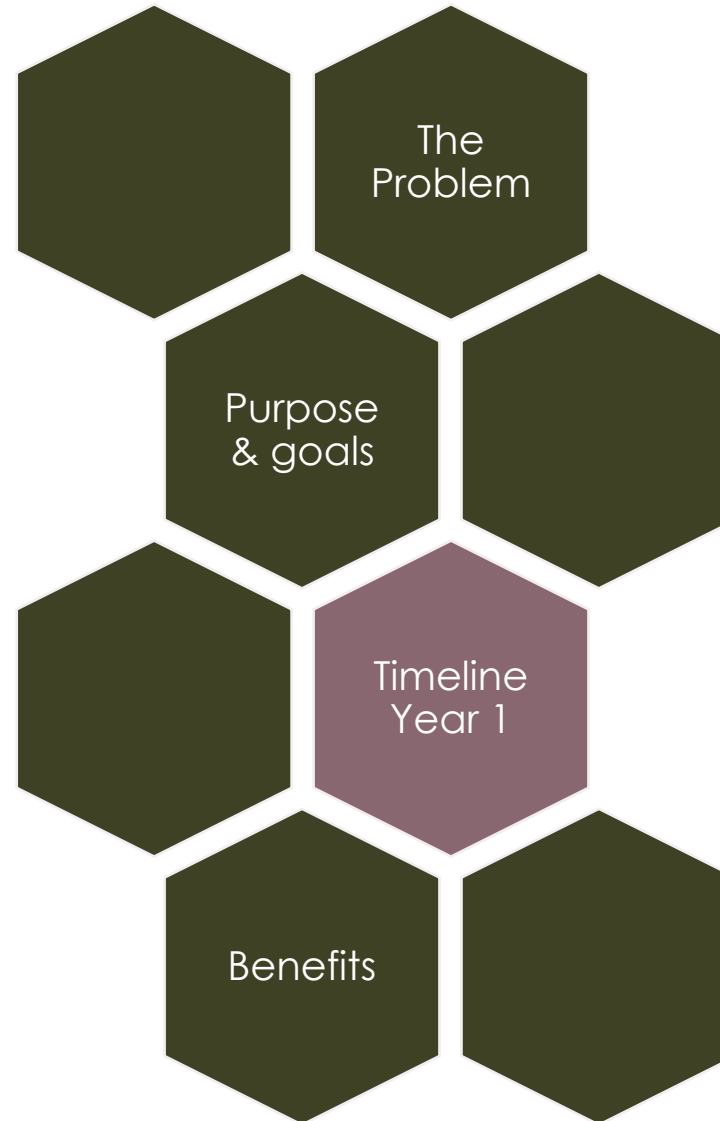 The
Problem
Purpose
& goals
Timeline
Year 1
Benefits